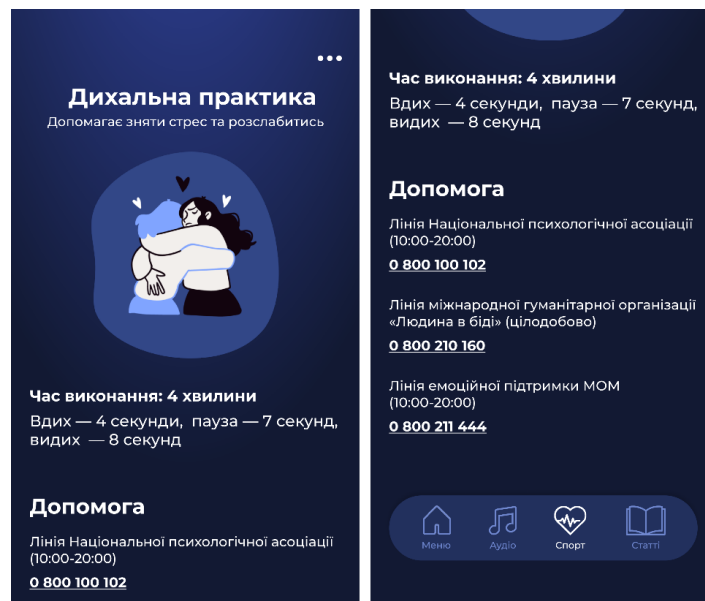 Дихальна практика
Допомагає зняти стрес та розслабитись
Час виконання: 4 хвилини
Вдих — 4 секунди, пауза — 7 секунд,
видих — 8 секунд
Допомога
Лінія Національної психологічної асоціації
(10:00-20:00)
0 800 100 102
Час виконання: 4 хвилини
Вдих — 4 секунди, пауза — 7 секунд,
видих — 8 секунд
Допомога
Лінія Національної психологічної асоціації
(10:00-20:00)
0 800 100 102
Лінія міжнародної гуманітарної організації
«Людина в біді» (цілодобово)
0 800 210 160
Лінія емоційної підтримки МОМ
(10:00-20:00)
0 800 211 444
Меню Аудіо Спорт Статті